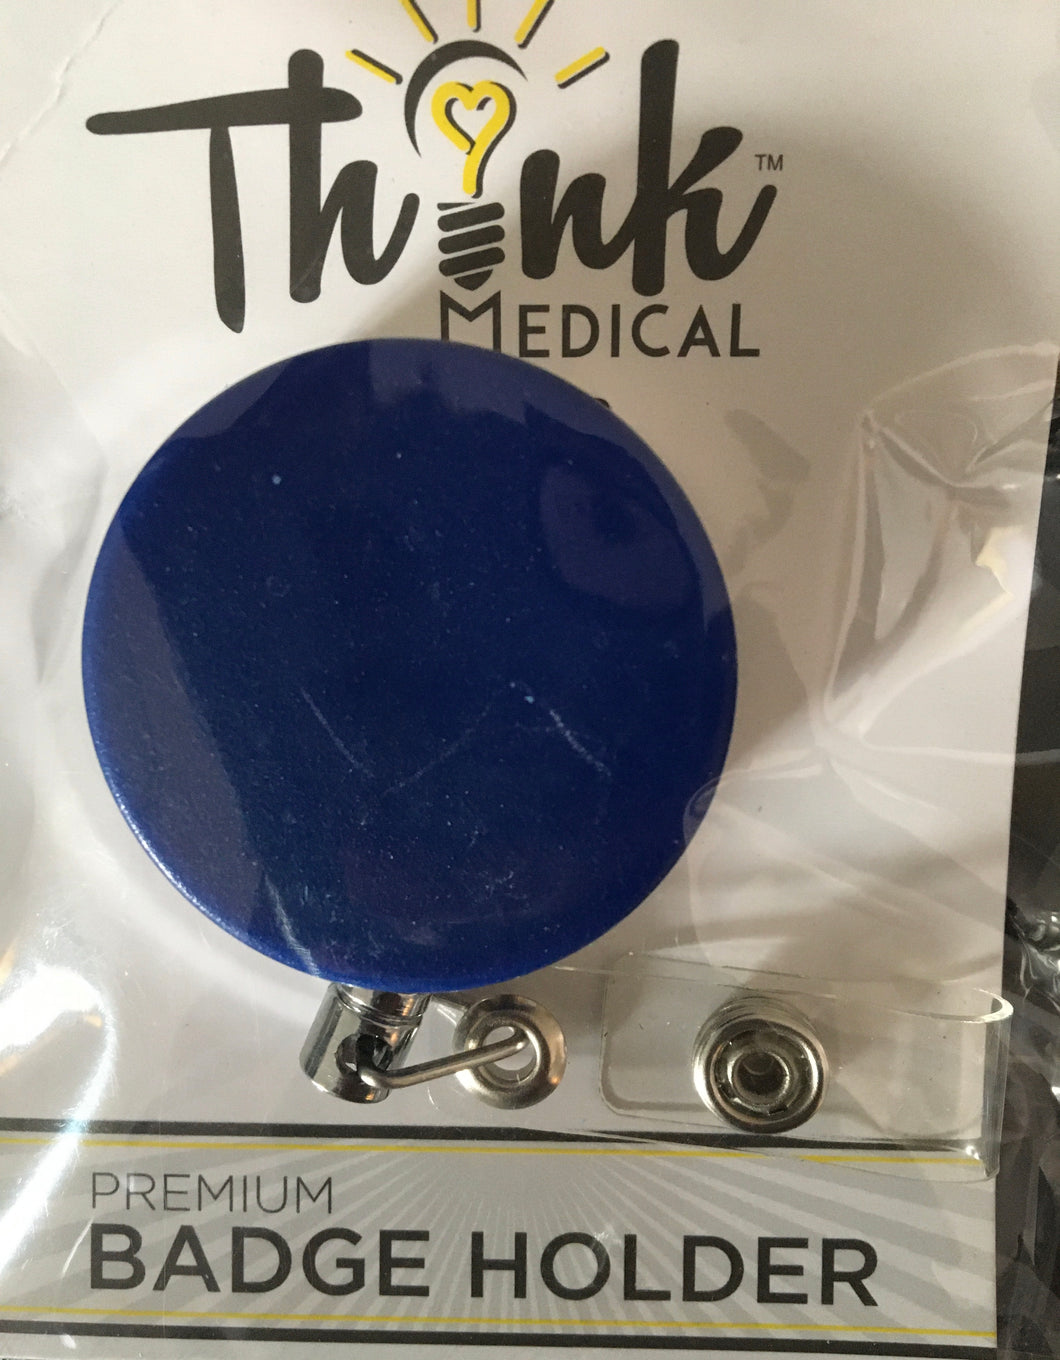 Think™
MEDICAL
PREMIUM
BADGE HOLDER